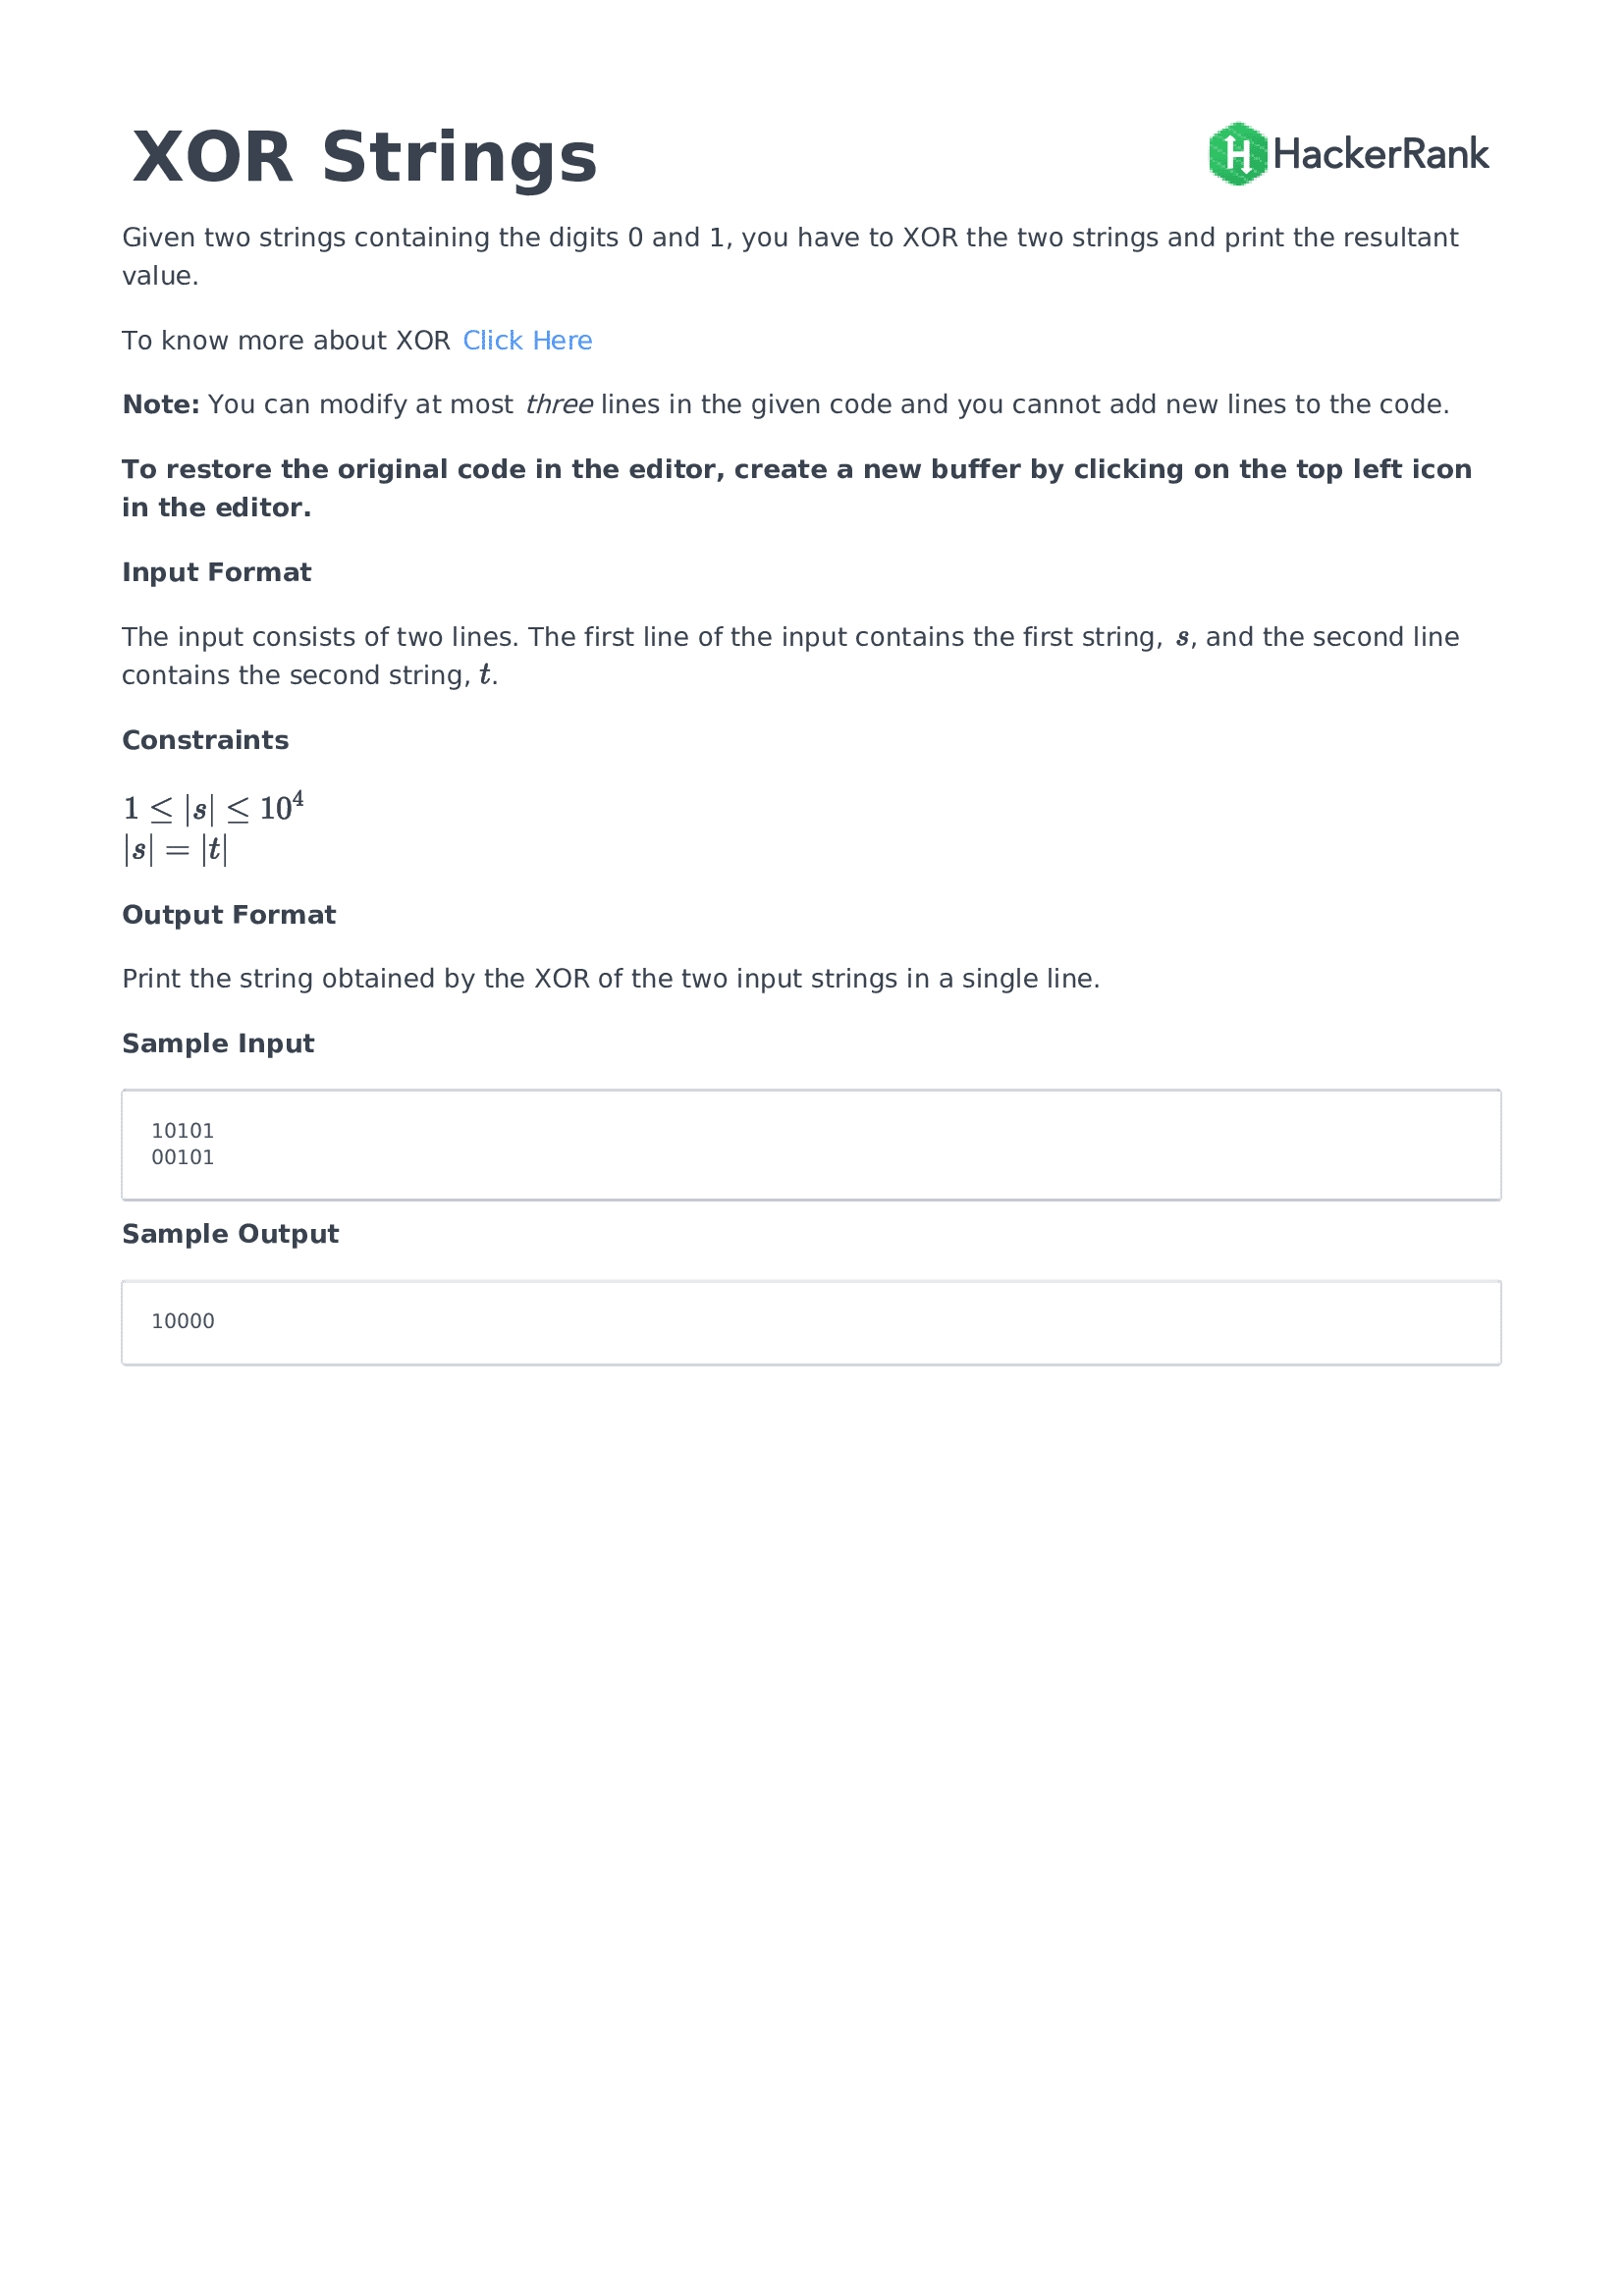 XOR Strings
HackerRank
Given two strings containing the digits 0 and 1, you have to XOR the two strings and print the resultant
value.
To know more about XOR Click Here
Note: You can modify at most three lines in the given code and you cannot add new lines to the code.
To restore the original code in the editor, create a new buffer by clicking on the top left icon
in the editor.
Input Format
The input consists of two lines. The first line of the input contains the first string, s, and the second line
contains the second string, t.
Constraints
1 ≤ |s| ≤ 10⁴
|s| = |t|
Output Format
Print the string obtained by the XOR of the two input strings in a single line.
Sample Input
10101
00101
Sample Output
10000